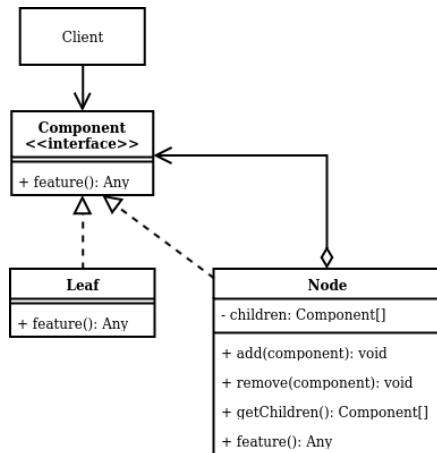 Client
Component
<<interface>>
+ feature(): Any
Leaf
+ feature(): Any
Node
- children: Component[]
+ add(component): void
+ remove(component): void
+ getChildren(): Component[]
+ feature(): Any